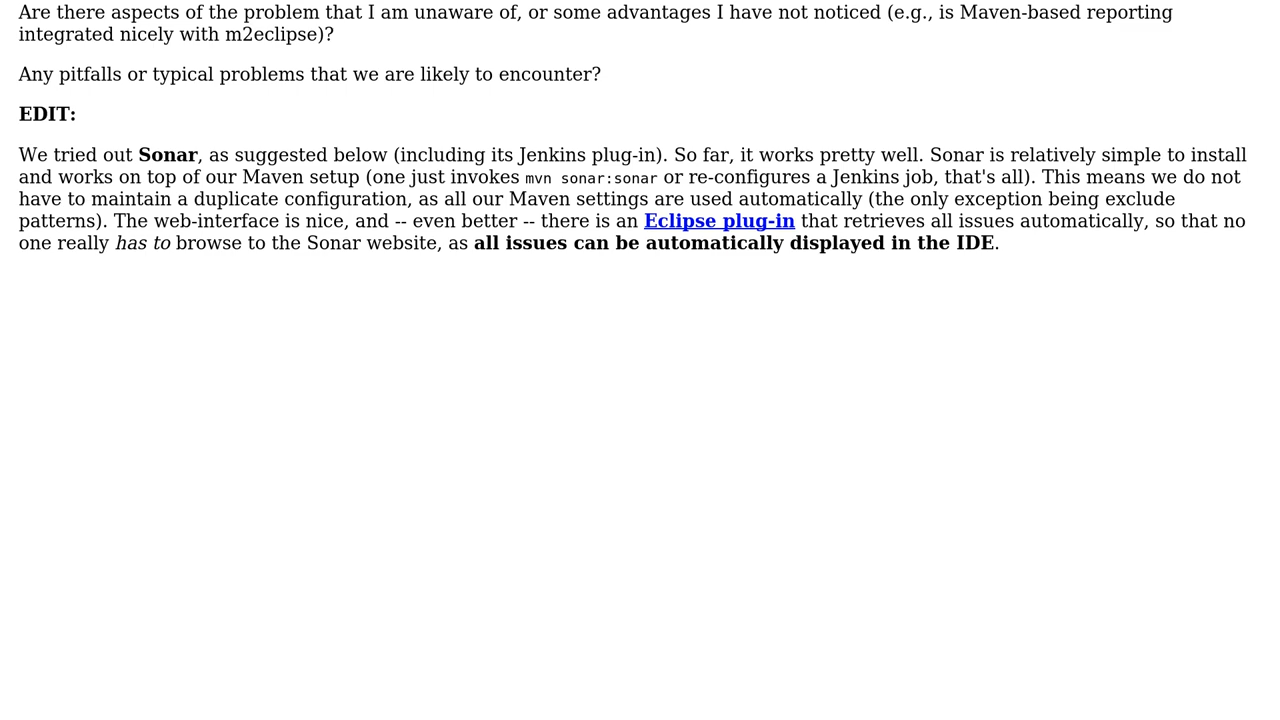 Are there aspects of the problem that I am unaware of, or some advantages I have not noticed (e.g., is Maven-based reporting
integrated nicely with m2eclipse)?
Any pitfalls or typical problems that we are likely to encounter?
EDIT:
We tried out Sonar, as suggested below (including its Jenkins plug-in). So far, it works pretty well. Sonar is relatively simple to install
and works on top of our Maven setup (one just invokes mvn sonar:sonar or re-configures a Jenkins job, that's all). This means we do not
have to maintain a duplicate configuration, as all our Maven settings are used automatically (the only exception being exclude
patterns). The web-interface is nice, and -- even better -- there is an Eclipse plug-in that retrieves all issues automatically, so that no
one really has to browse to the Sonar website, as all issues can be automatically displayed in the IDE.